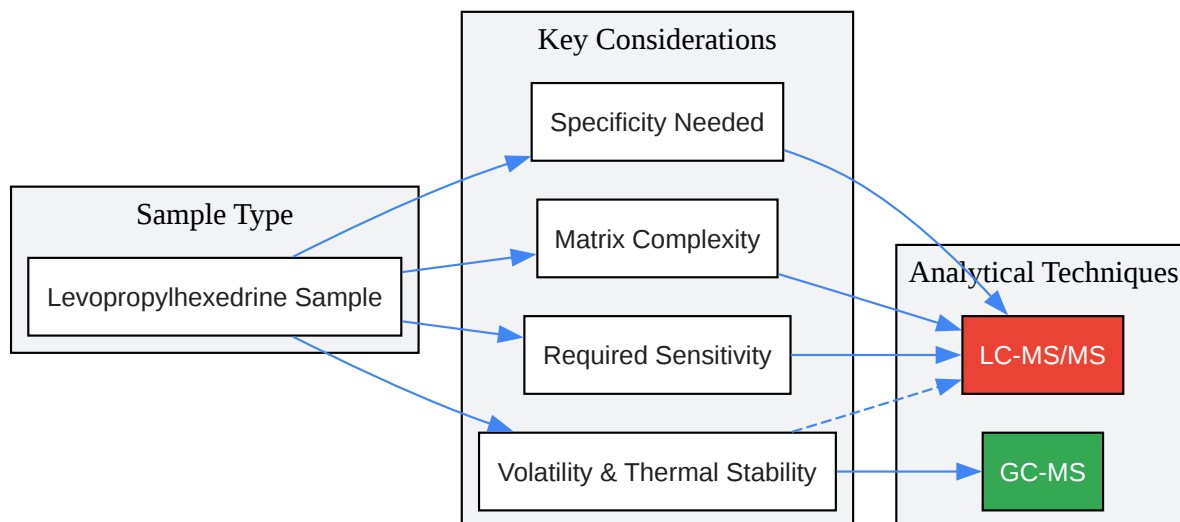 Key Considerations
Specificity Needed
Sample Type
Matrix Complexity
Analytical Techniques
Levopropylhexedrine Sample
Required Sensitivity
LC-MS/MS
Volatility & Thermal Stability
GC-MS